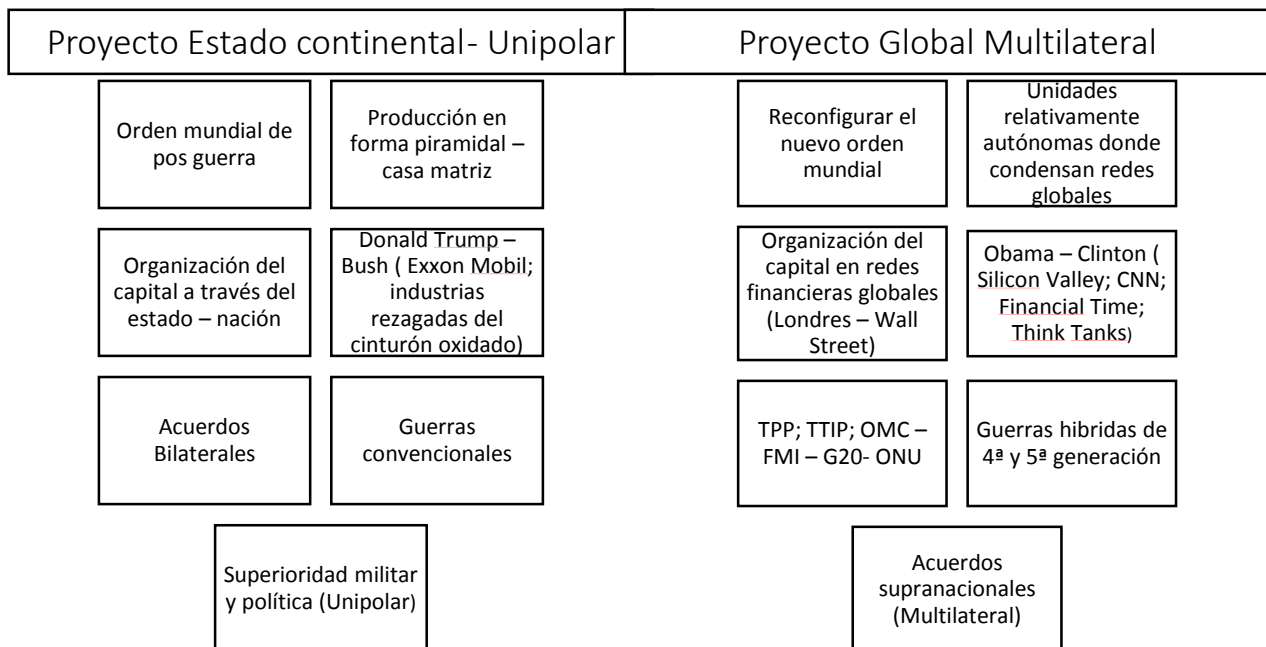 Proyecto Estado continental- Unipolar
Proyecto Global Multilateral
Orden mundial de
pos guerra
Producción en
forma piramidal –
casa matriz
Organización del
capital a través del
estado – nación
Donald Trump –
Bush ( Exxon Mobil;
industrias
rezagadas del
cinturón oxidado)
Acuerdos
Bilaterales
Guerras
convencionales
Superioridad militar
y política (Unipolar)
Reconfigurar el
nuevo orden
mundial
Unidades
relativamente
autónomas donde
condensan redes
globales
Organización del
capital en redes
financieras globales
(Londres – Wall
Street)
Obama – Clinton (
Silicon Valley; CNN;
Financial Time;
Think Tanks)
TPP; TTIP; OMC –
FMI – G20- ONU
Guerras hibridas de
4ª y 5ª generación
Acuerdos
supranacionales
(Multilateral)